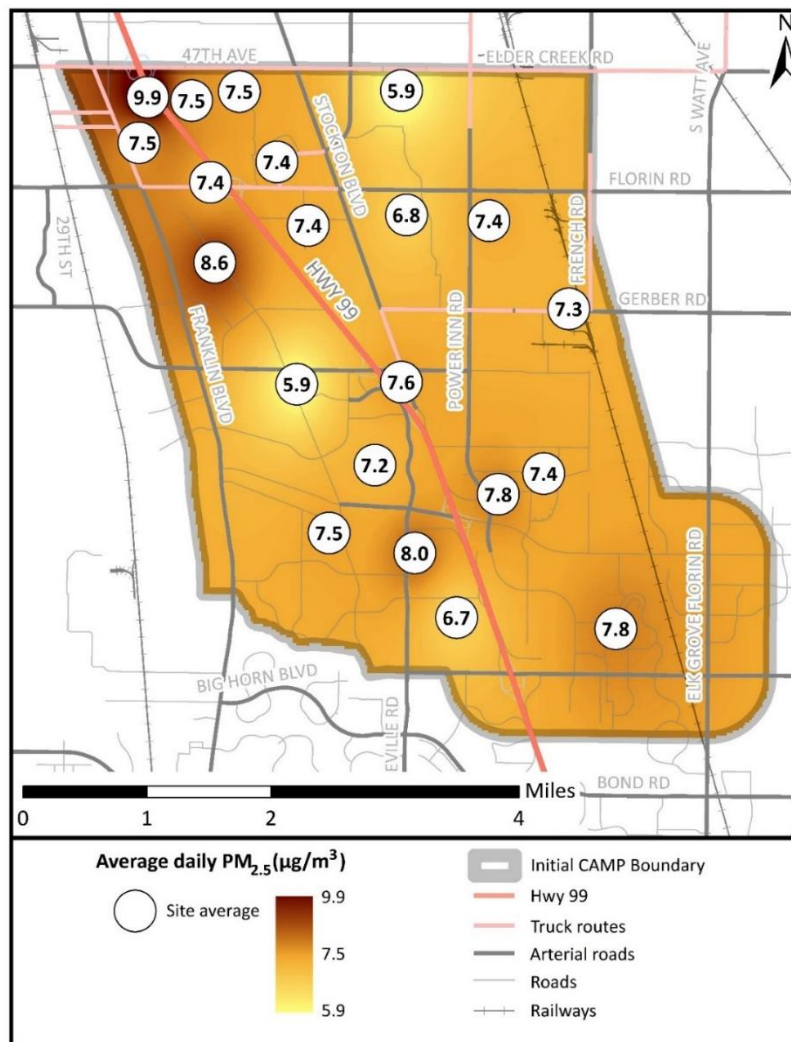 N
47TH AVE
ELDER CREEK RD
S WATT AVE
9.9
7.5
7.5
5.9
STOCKTON BLVD
7.5
7.4
7.4
FLORIN RD
29TH ST
7.4
6.8
7.4
FRENCH RD
8.6
HWY 99
7.3
GERBER RD
FRANKLIN BLVD
5.9
7.6
POWER INN RD
7.2
7.4
7.8
7.5
8.0
6.7
7.8
ELK GROVE FLORIN RD
BIG HORN BLVD
EVILLE RD
BOND RD
Miles
0 1 2 4
Average daily PM2.5(µg/m³)
Site average
9.9
7.5
5.9
Initial CAMP Boundary
Hwy 99
Truck routes
Arterial roads
Roads
Railways